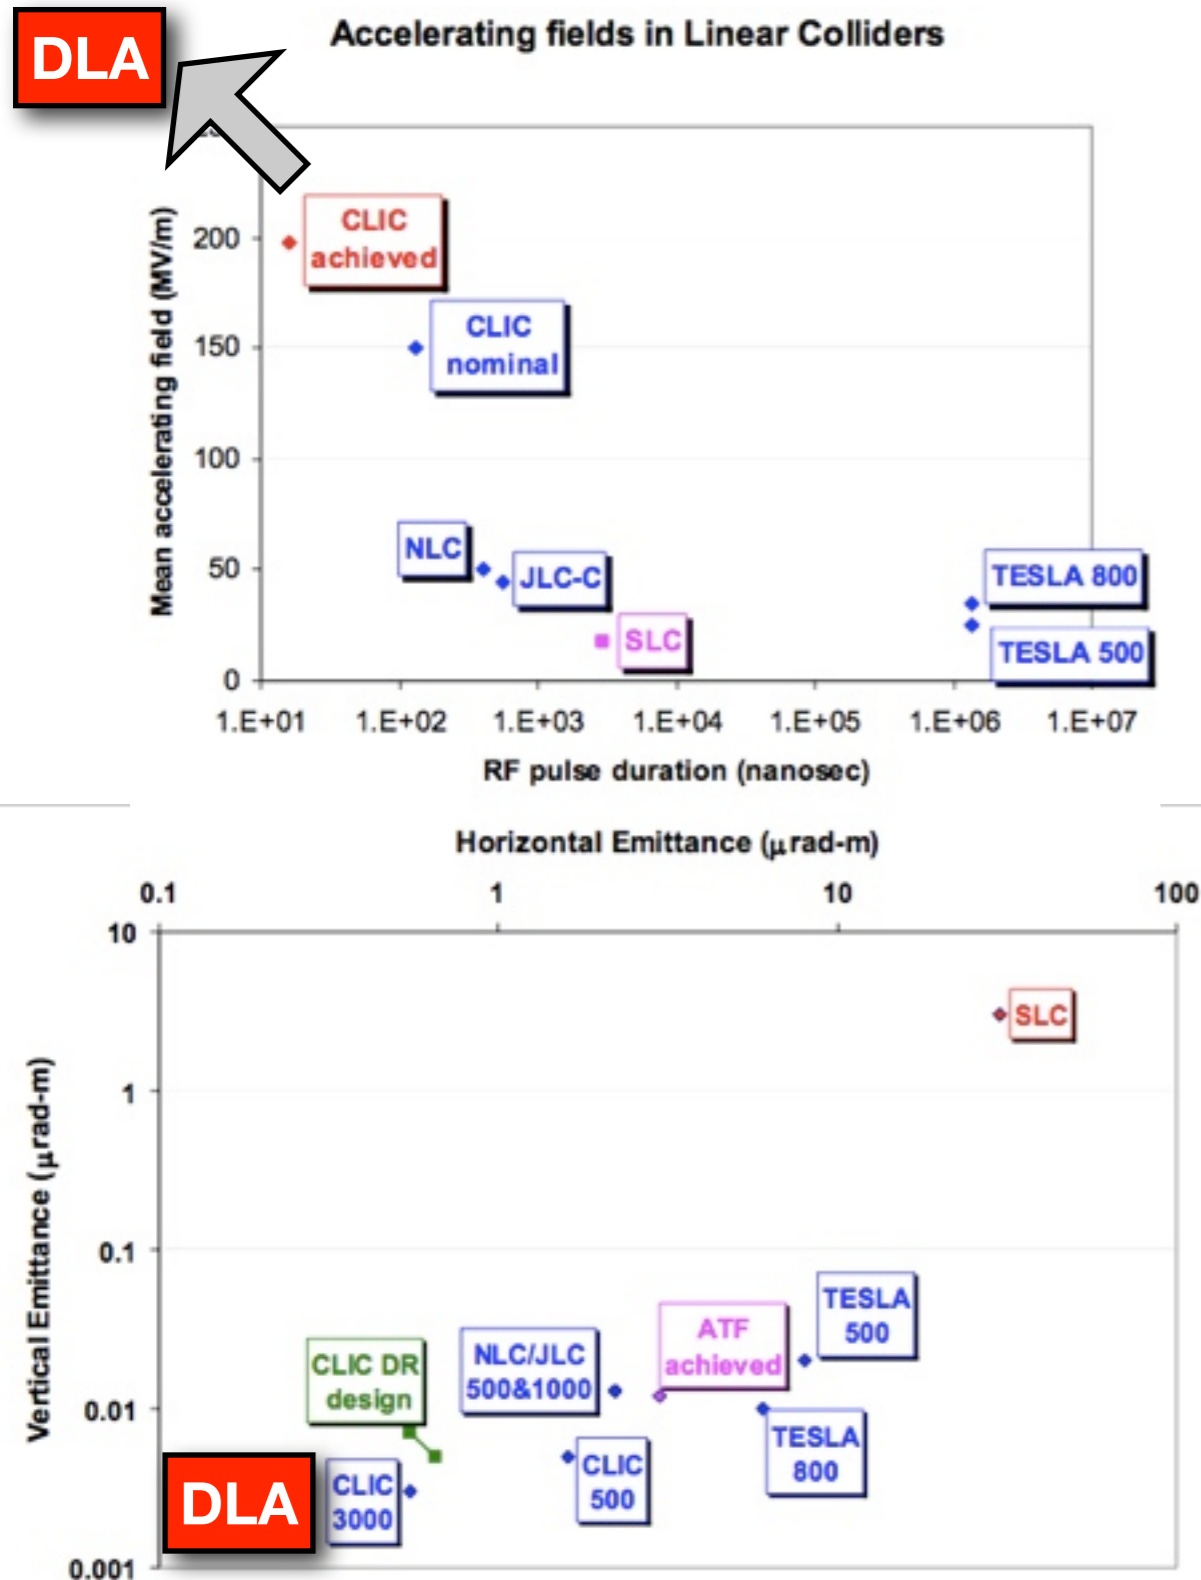 DLA
Accelerating fields in Linear Colliders
Mean accelerating field (MV/m)
200
150
100
50
0
CLIC
achieved
CLIC
nominal
NLC
JLC-C
SLC
TESLA 800
TESLA 500
1.E+01 1.E+02 1.E+03 1.E+04 1.E+05 1.E+06 1.E+07
RF pulse duration (nanosec)
Horizontal Emittance (μrad-m)
0.1 1 10 100
Vertical Emittance (μrad-m)
10
1
0.1
0.01
0.001
SLC
TESLA
500
ATF
achieved
NLC/JLC
500&1000
CLIC DR
design
TESLA
800
CLIC
500
CLIC
3000
DLA